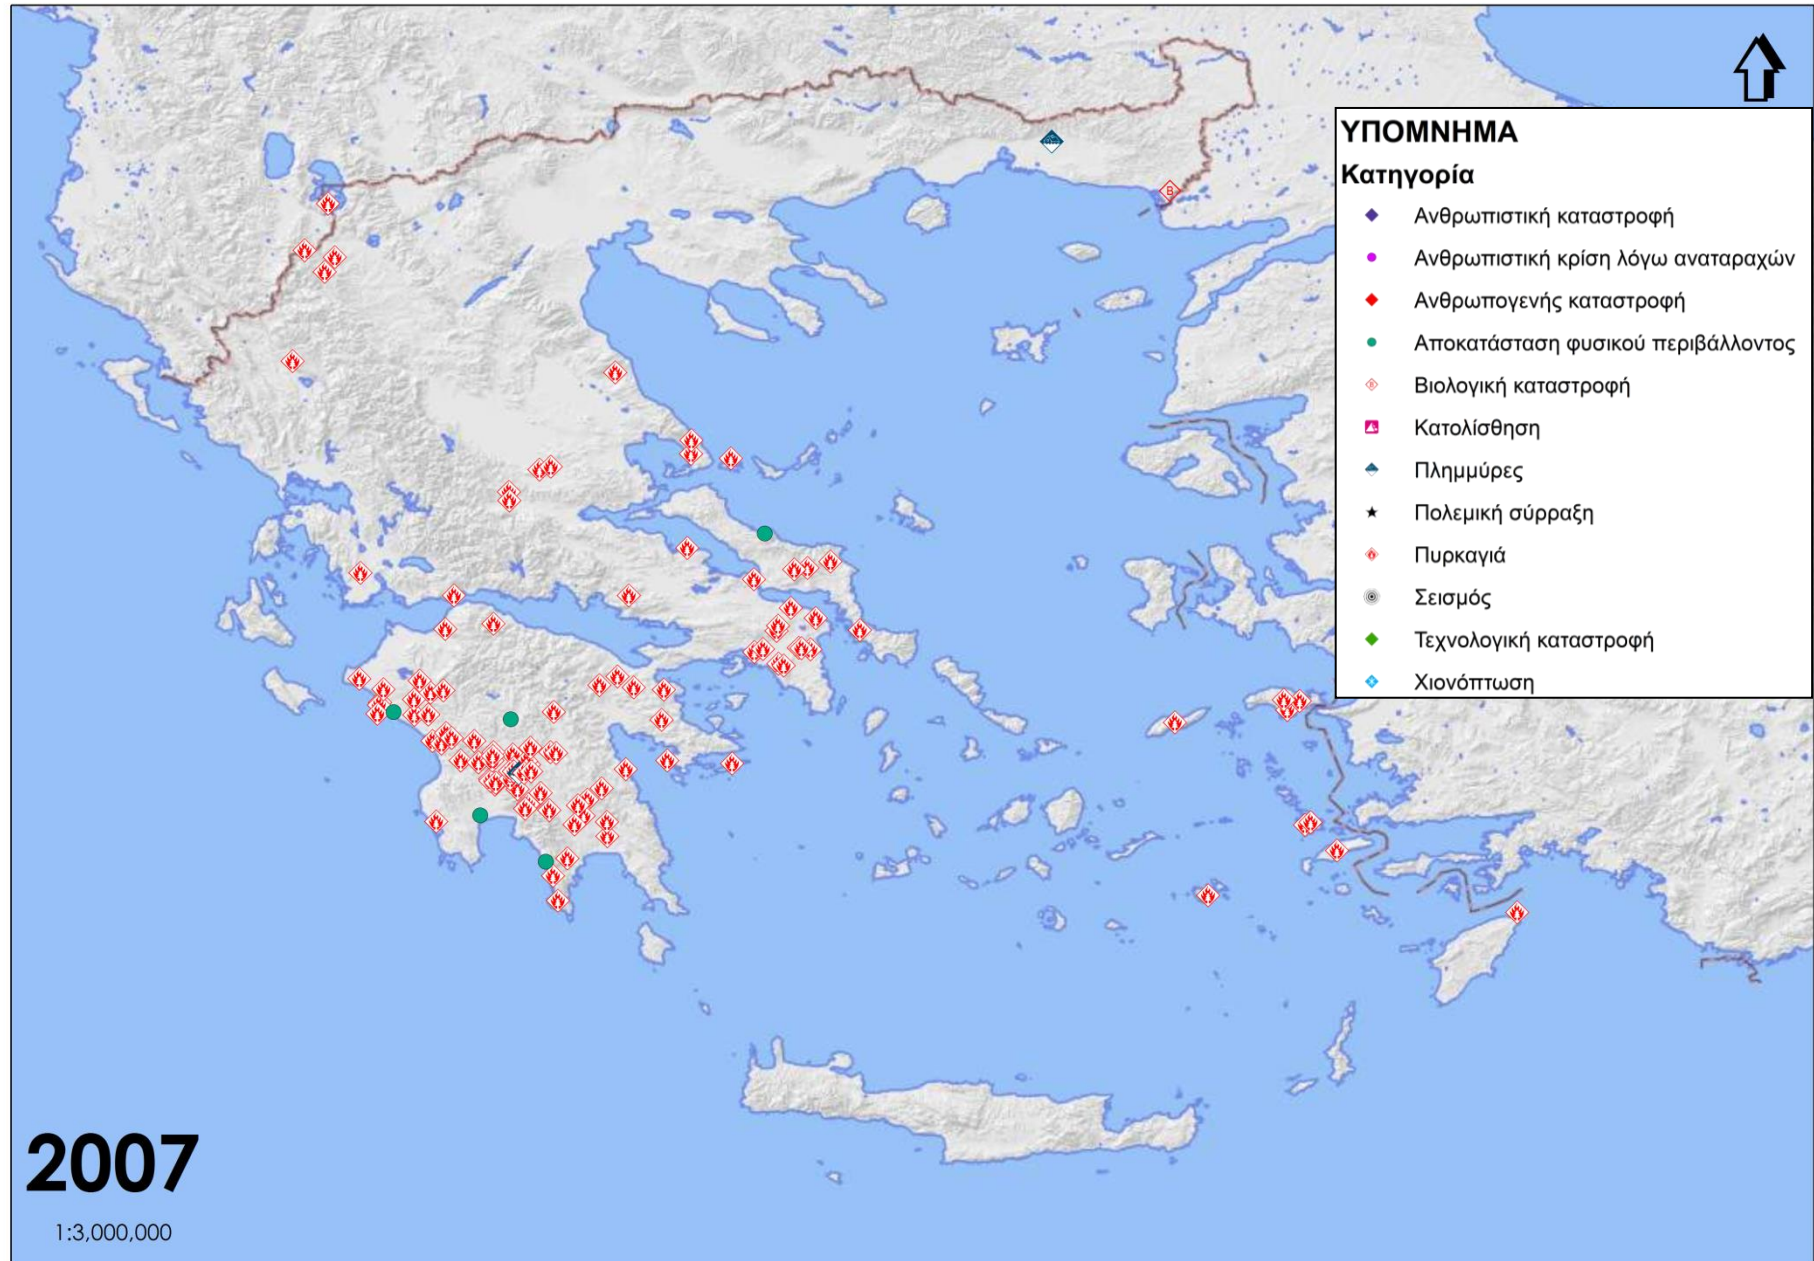 ΥΠΟΜΝΗΜΑ
Κατηγορία
Ανθρωπιστική καταστροφή
Ανθρωπιστική κρίση λόγω αναταραχών
Ανθρωπογενής καταστροφή
Αποκατάσταση φυσικού περιβάλλοντος
Βιολογική καταστροφή
Κατολίσθηση
Πλημμύρες
Πολεμική σύρραξη
Πυρκαγιά
Σεισμός
Τεχνολογική καταστροφή
Χιονόπτωση
2007
1:3,000,000